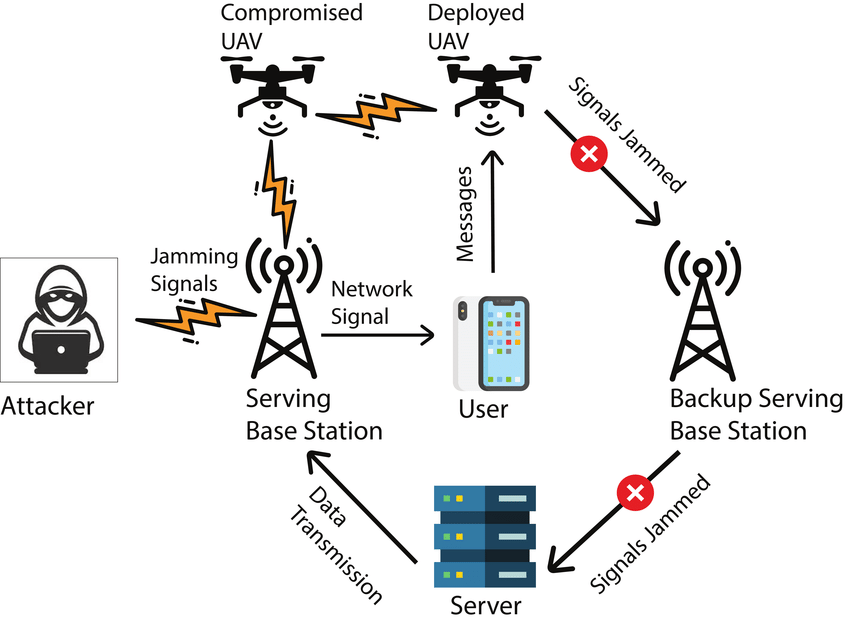 Compromised
UAV
Deployed
UAV
Signals Jammed
Messages
Jamming
Signals
Network
Signal
Attacker
Serving
Base Station
User
Backup Serving
Base Station
Data
Transmission
Signals Jammed
Server